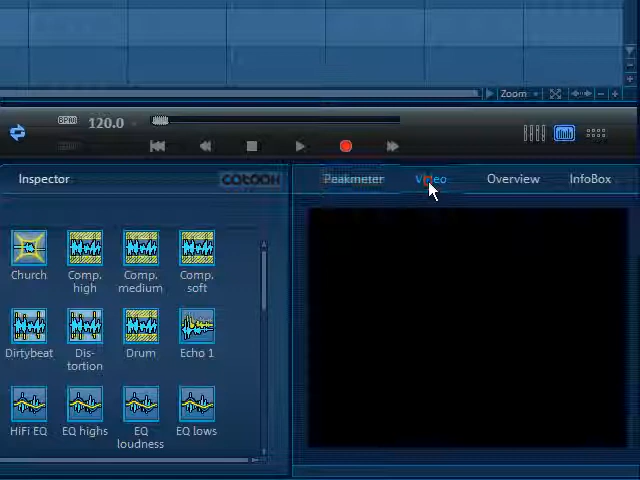 Zoom
BPM 120.0
Inspector
Peakmeter Video Overview InfoBox
Church Comp. high Comp. medium Comp. soft
Dirtybeat Dis-tortion Drum Echo 1
HiFi EQ EQ highs EQ loudness EQ lows